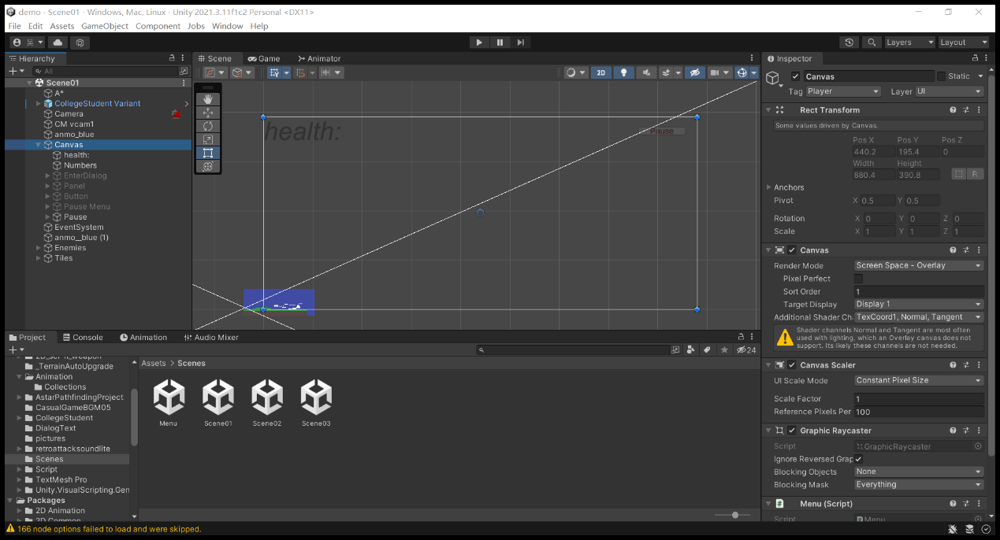 demo - Scene01 - Windows, Mac, Linux - Unity 2021.3.11f1c2 Personal <DX11>
File Edit Assets GameObject Component Jobs Window Help
Layers Layout
Hierarchy
All
Scene01
A*
CollegeStudent Variant
Camera
CM vcam1
anmo_blue
Canvas
health:
Numbers
EnterDialog
Panel
Button
Pause Menu
Pause
EventSystem
anmo__blue (1)
Enemies
Tiles
Scene Game Animator
2D
health:
Pause
Inspector
Canvas Static
Tag Player Layer UI
Rect Transform
Some values driven by Canvas.
Pos X Pos Y Pos Z
440.2 195.4 0
Width Height
880.4 390.8 R
Anchors
Pivot X 0.5 Y 0.5
Rotation X 0 Y 0 Z 0
Scale X 1 Y 1 Z 1
Canvas
Render Mode Screen Space - Overlay
Pixel Perfect
Sort Order 1
Target Display Display 1
Additional Shader Ch TexCoord1, Normal, Tangent
Shader channels Normal and Tangent are most often
used with lighting, which an Overlay canvas does not
support. Its likely these channels are not needed.
Canvas Scaler
UI Scale Mode Constant Pixel Size
Scale Factor 1
Reference Pixels Per 100
Graphic Raycaster
Script GraphicRaycaster
Ignore Reversed Grap
Blocking Objects None
Blocking Mask Everything
Menu (Script)
Script Menu
Project Console Animation Audio Mixer
24
_TerrainAutoUpgrade
Animation
Collections
AstarPathfindingProject
CasualGameBGM05
CollegeStudent
DialogText
pictures
retroattacksoundlite
Scenes
Script
TextMesh Pro
Unity.VisualScripting.Gen
Packages
2D Animation
2D Common
Assets > Scenes
Menu Scene01 Scene02 Scene03
166 node options failed to load and were skipped.